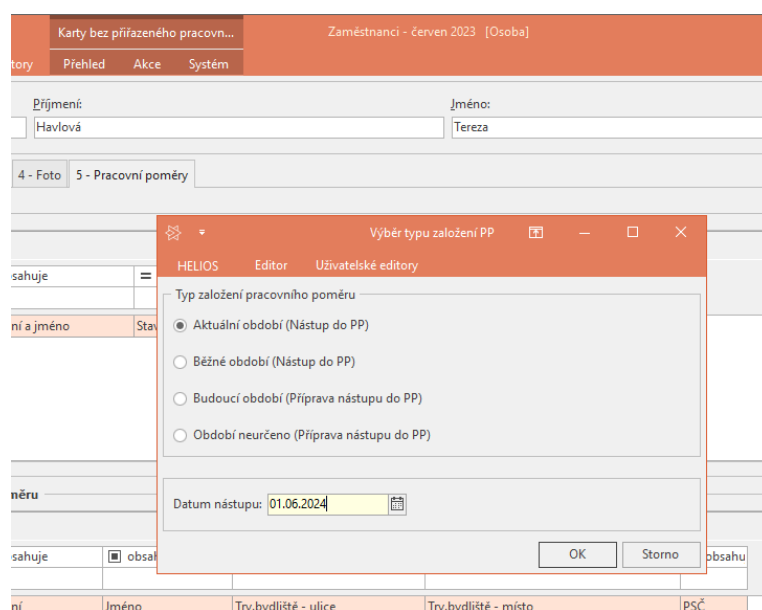 Karty bez přiřazeného pracovn...
Zaměstnanci - červen 2023 [Osoba]
tory Přehled Akce Systém
Příjmení: Jméno:
Havlová Tereza
4 - Foto 5 - Pracovní poměry
Výběr typu založení PP
HELIOS Editor Uživatelské editory
sahuje =
Typ založení pracovního poměru
ní a jméno Stav
Aktuální období (Nástup do PP)
Běžné období (Nástup do PP)
Budoucí období (Příprava nástupu do PP)
Období neurčeno (Příprava nástupu do PP)
měru
Datum nástupu: 01.06.2024
OK Storno
sahuje obsah obsahu
ní Jméno Trv.bydliště - ulice Trv.bydliště - místo PSČ